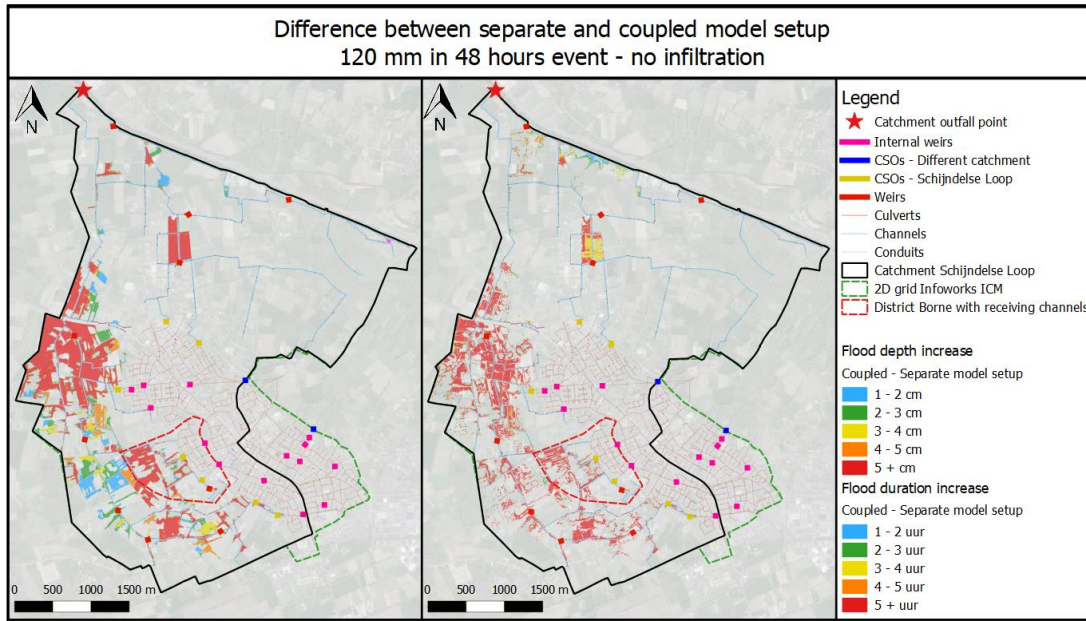 Difference between separate and coupled model setup
120 mm in 48 hours event - no infiltration
N
0 500 1000 1500 m
N
0 500 1000 1500 m
Legend
Catchment outfall point
Internal weirs
CSOs - Different catchment
CSOs - Schijndelse Loop
Weirs
Culverts
Channels
Conduits
Catchment Schijndelse Loop
2D grid Infoworks ICM
District Borne with receiving channels
Flood depth increase
Coupled - Separate model setup
1 - 2 cm
2 - 3 cm
3 - 4 cm
4 - 5 cm
5 + cm
Flood duration increase
Coupled - Separate model setup
1 - 2 uur
2 - 3 uur
3 - 4 uur
4 - 5 uur
5 + uur